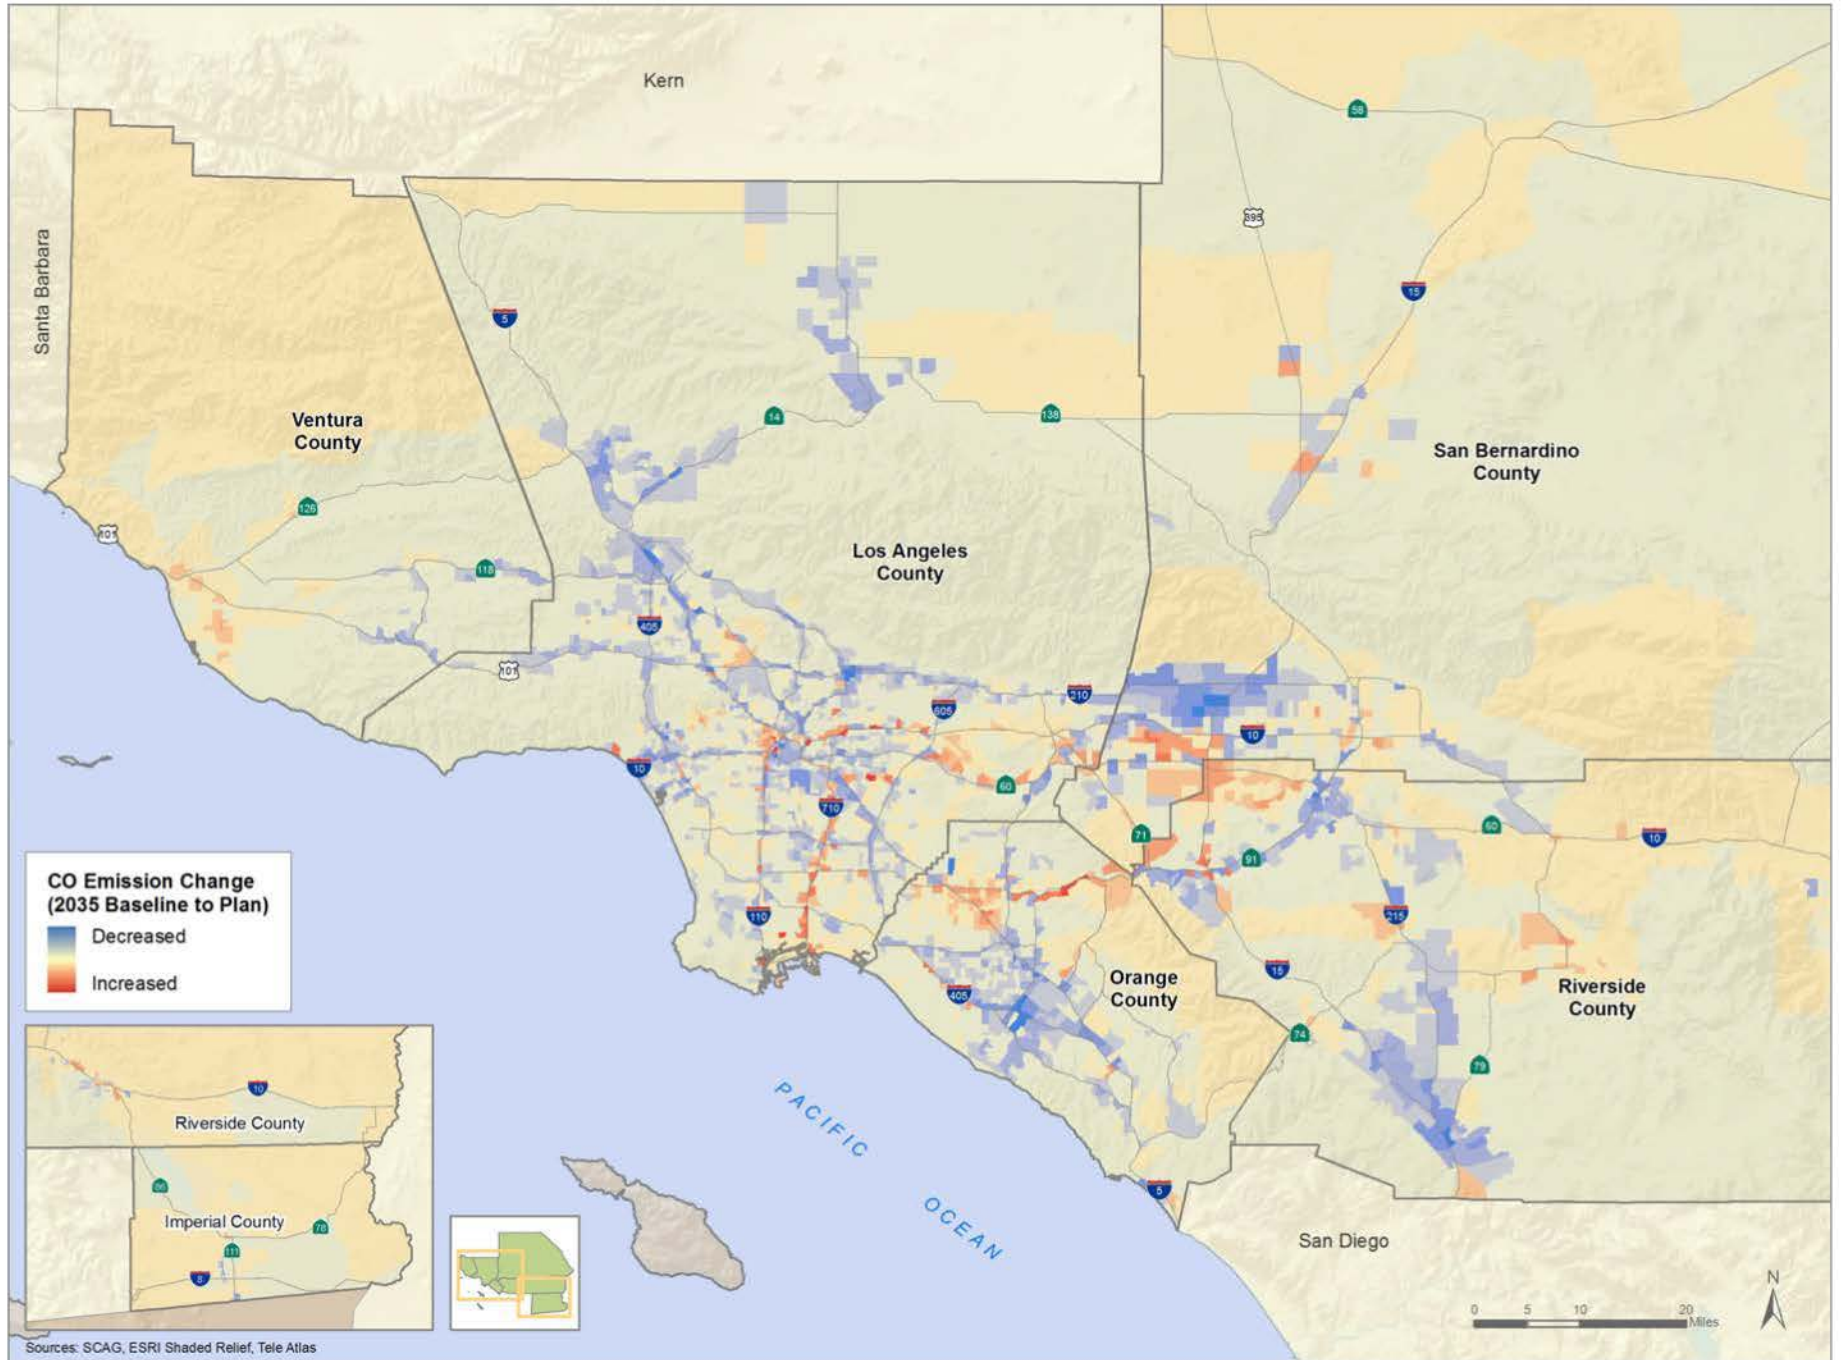 Kern
58
Santa Barbara
395
5
15
Ventura
County
14
138
San Bernardino
County
126
101
Los Angeles
County
118
405
101
210
605
10
10
60
710
71
60
10
91
110
215
CO Emission Change
(2035 Baseline to Plan)
Decreased
Increased
15
Orange
County
405
Riverside
County
74
79
PACIFIC
OCEAN
5
San Diego
10
Riverside County
86
Imperial County
78
111
8
N
0 5 10 20
Miles
Sources: SCAG, ESRI Shaded Relief, Tele Atlas